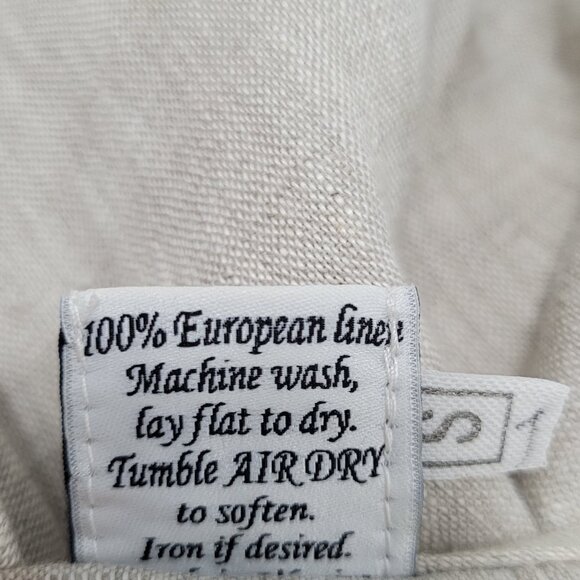 100% European linen
Machine wash,
lay flat to dry.
Tumble AIR DRY
to soften.
Iron if desired.
S